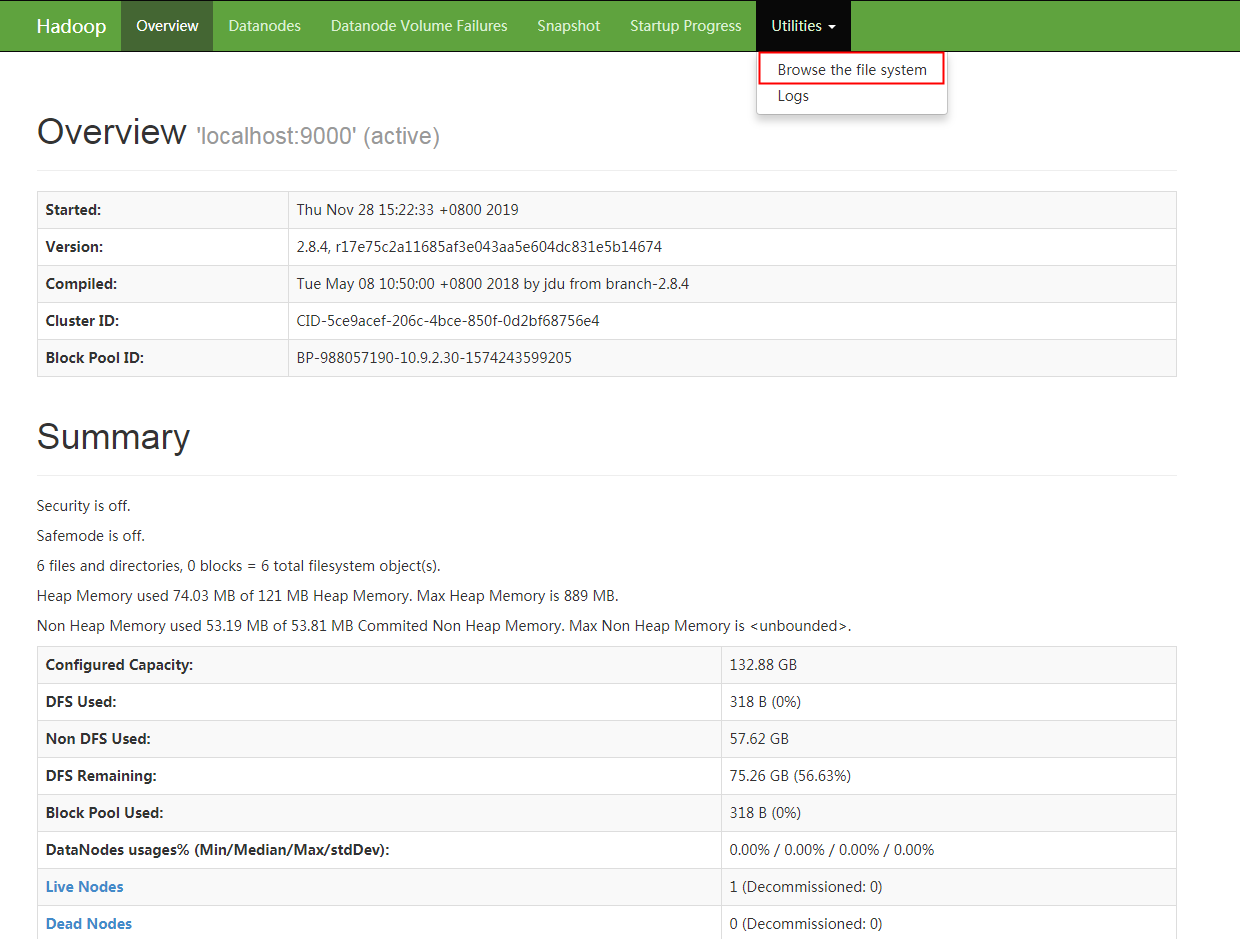 Hadoop Overview Datanodes Datanode Volume Failures Snapshot Startup Progress Utilities
Browse the file system
Logs
Overview 'localhost:9000' (active)
Started: Thu Nov 28 15:22:33 +0800 2019
Version: 2.8.4, r17e75c2a11685af3e043aa5e604dc831e5b14674
Compiled: Tue May 08 10:50:00 +0800 2018 by jdu from branch-2.8.4
Cluster ID: CID-5ce9acef-206c-4bce-850f-0d2bf68756e4
Block Pool ID: BP-988057190-10.9.2.30-1574243599205
Summary
Security is off.
Safemode is off.
6 files and directories, 0 blocks = 6 total filesystem object(s).
Heap Memory used 74.03 MB of 121 MB Heap Memory. Max Heap Memory is 889 MB.
Non Heap Memory used 53.19 MB of 53.81 MB Commited Non Heap Memory. Max Non Heap Memory is <unbounded>.
Configured Capacity: 132.88 GB
DFS Used: 318 B (0%)
Non DFS Used: 57.62 GB
DFS Remaining: 75.26 GB (56.63%)
Block Pool Used: 318 B (0%)
DataNodes usages% (Min/Median/Max/stdDev): 0.00% / 0.00% / 0.00% / 0.00%
Live Nodes 1 (Decommissioned: 0)
Dead Nodes 0 (Decommissioned: 0)